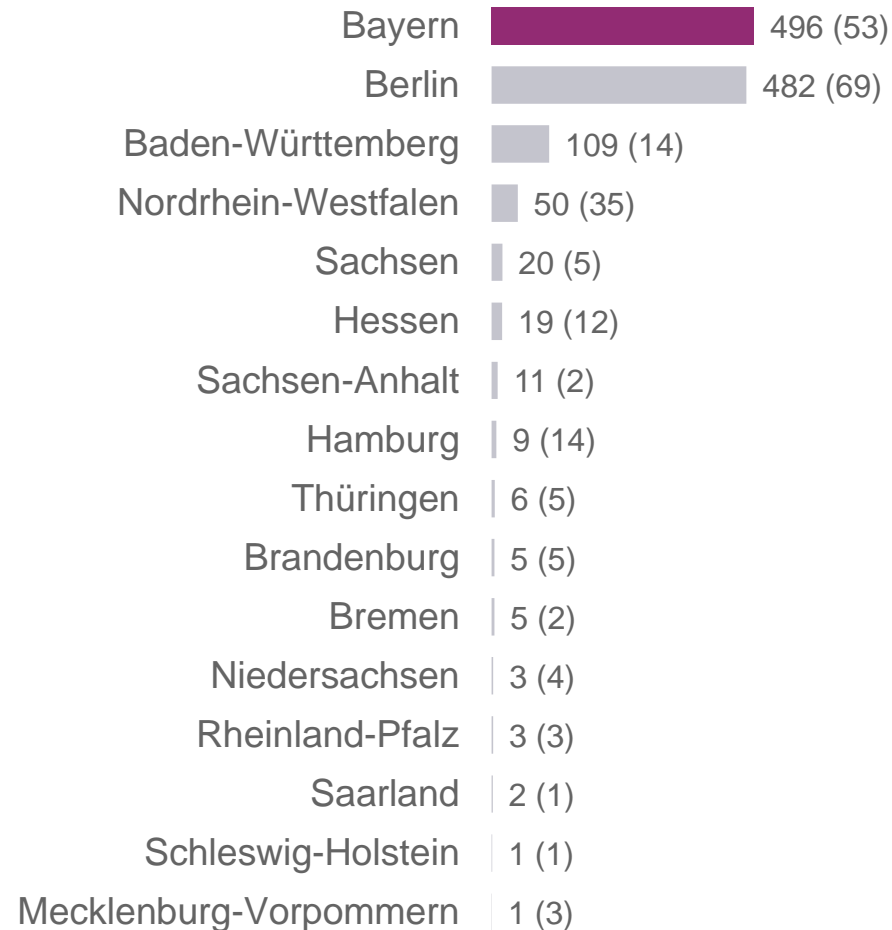 Bayern 496 (53)
Berlin 482 (69)
Baden-Württemberg 109 (14)
Nordrhein-Westfalen 50 (35)
Sachsen 20 (5)
Hessen 19 (12)
Sachsen-Anhalt 11 (2)
Hamburg 9 (14)
Thüringen 6 (5)
Brandenburg 5 (5)
Bremen 5 (2)
Niedersachsen 3 (4)
Rheinland-Pfalz 3 (3)
Saarland 2 (1)
Schleswig-Holstein 1 (1)
Mecklenburg-Vorpommern 1 (3)